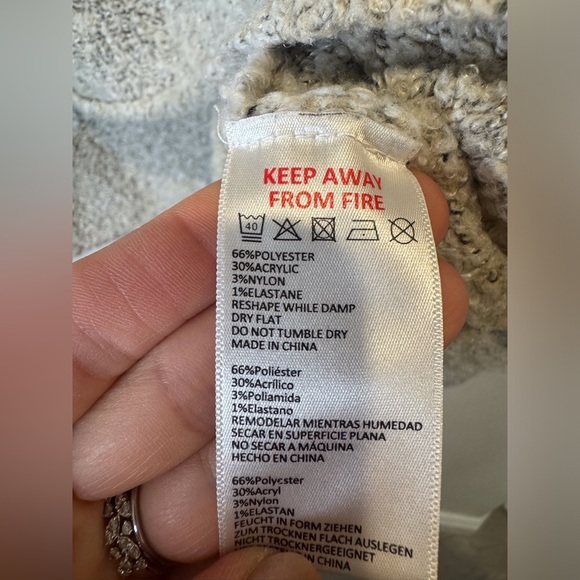 KEEP AWAY
FROM FIRE
40
66%POLYESTER
30%ACRYLIC
3%NYLON
1%ELASTANE
RESHAPE WHILE DAMP
DRY FLAT
DO NOT TUMBLE DRY
MADE IN CHINA
66%Poliéster
30%Acrílico
3%Poliamida
1%Elastano
REMODELAR MIENTRAS HUMEDAD
SECAR EN SUPERFICIE PLANA
NO SECAR A MÁQUINA
HECHO EN CHINA
66%Polyester
30%Acryl
3%Nylon
1%ELASTAN
FEUCHT IN FORM ZIEHEN
ZUM TROCKNEN FLACH AUSLEGEN
NICHT TROCKNERGEEIGNET
IN CHINA